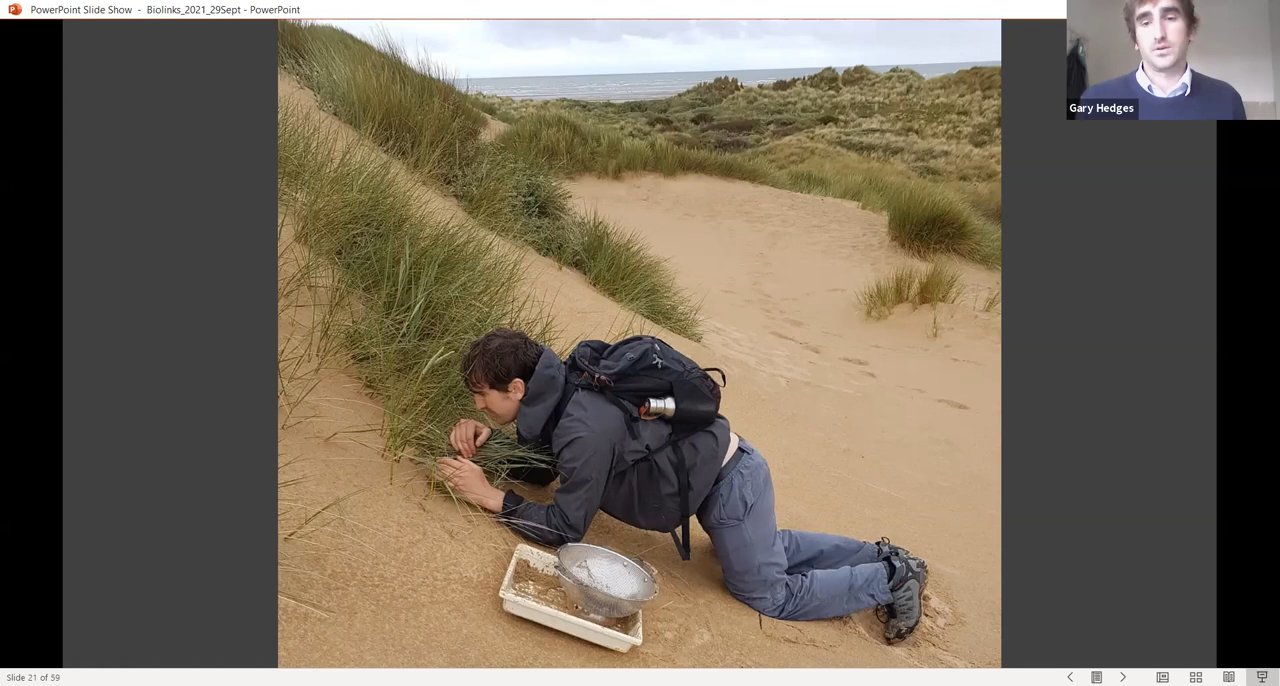 PowerPoint Slide Show - Biolinks_2021_29Sept - PowerPoint
Gary Hedges
Slide 21 of 59